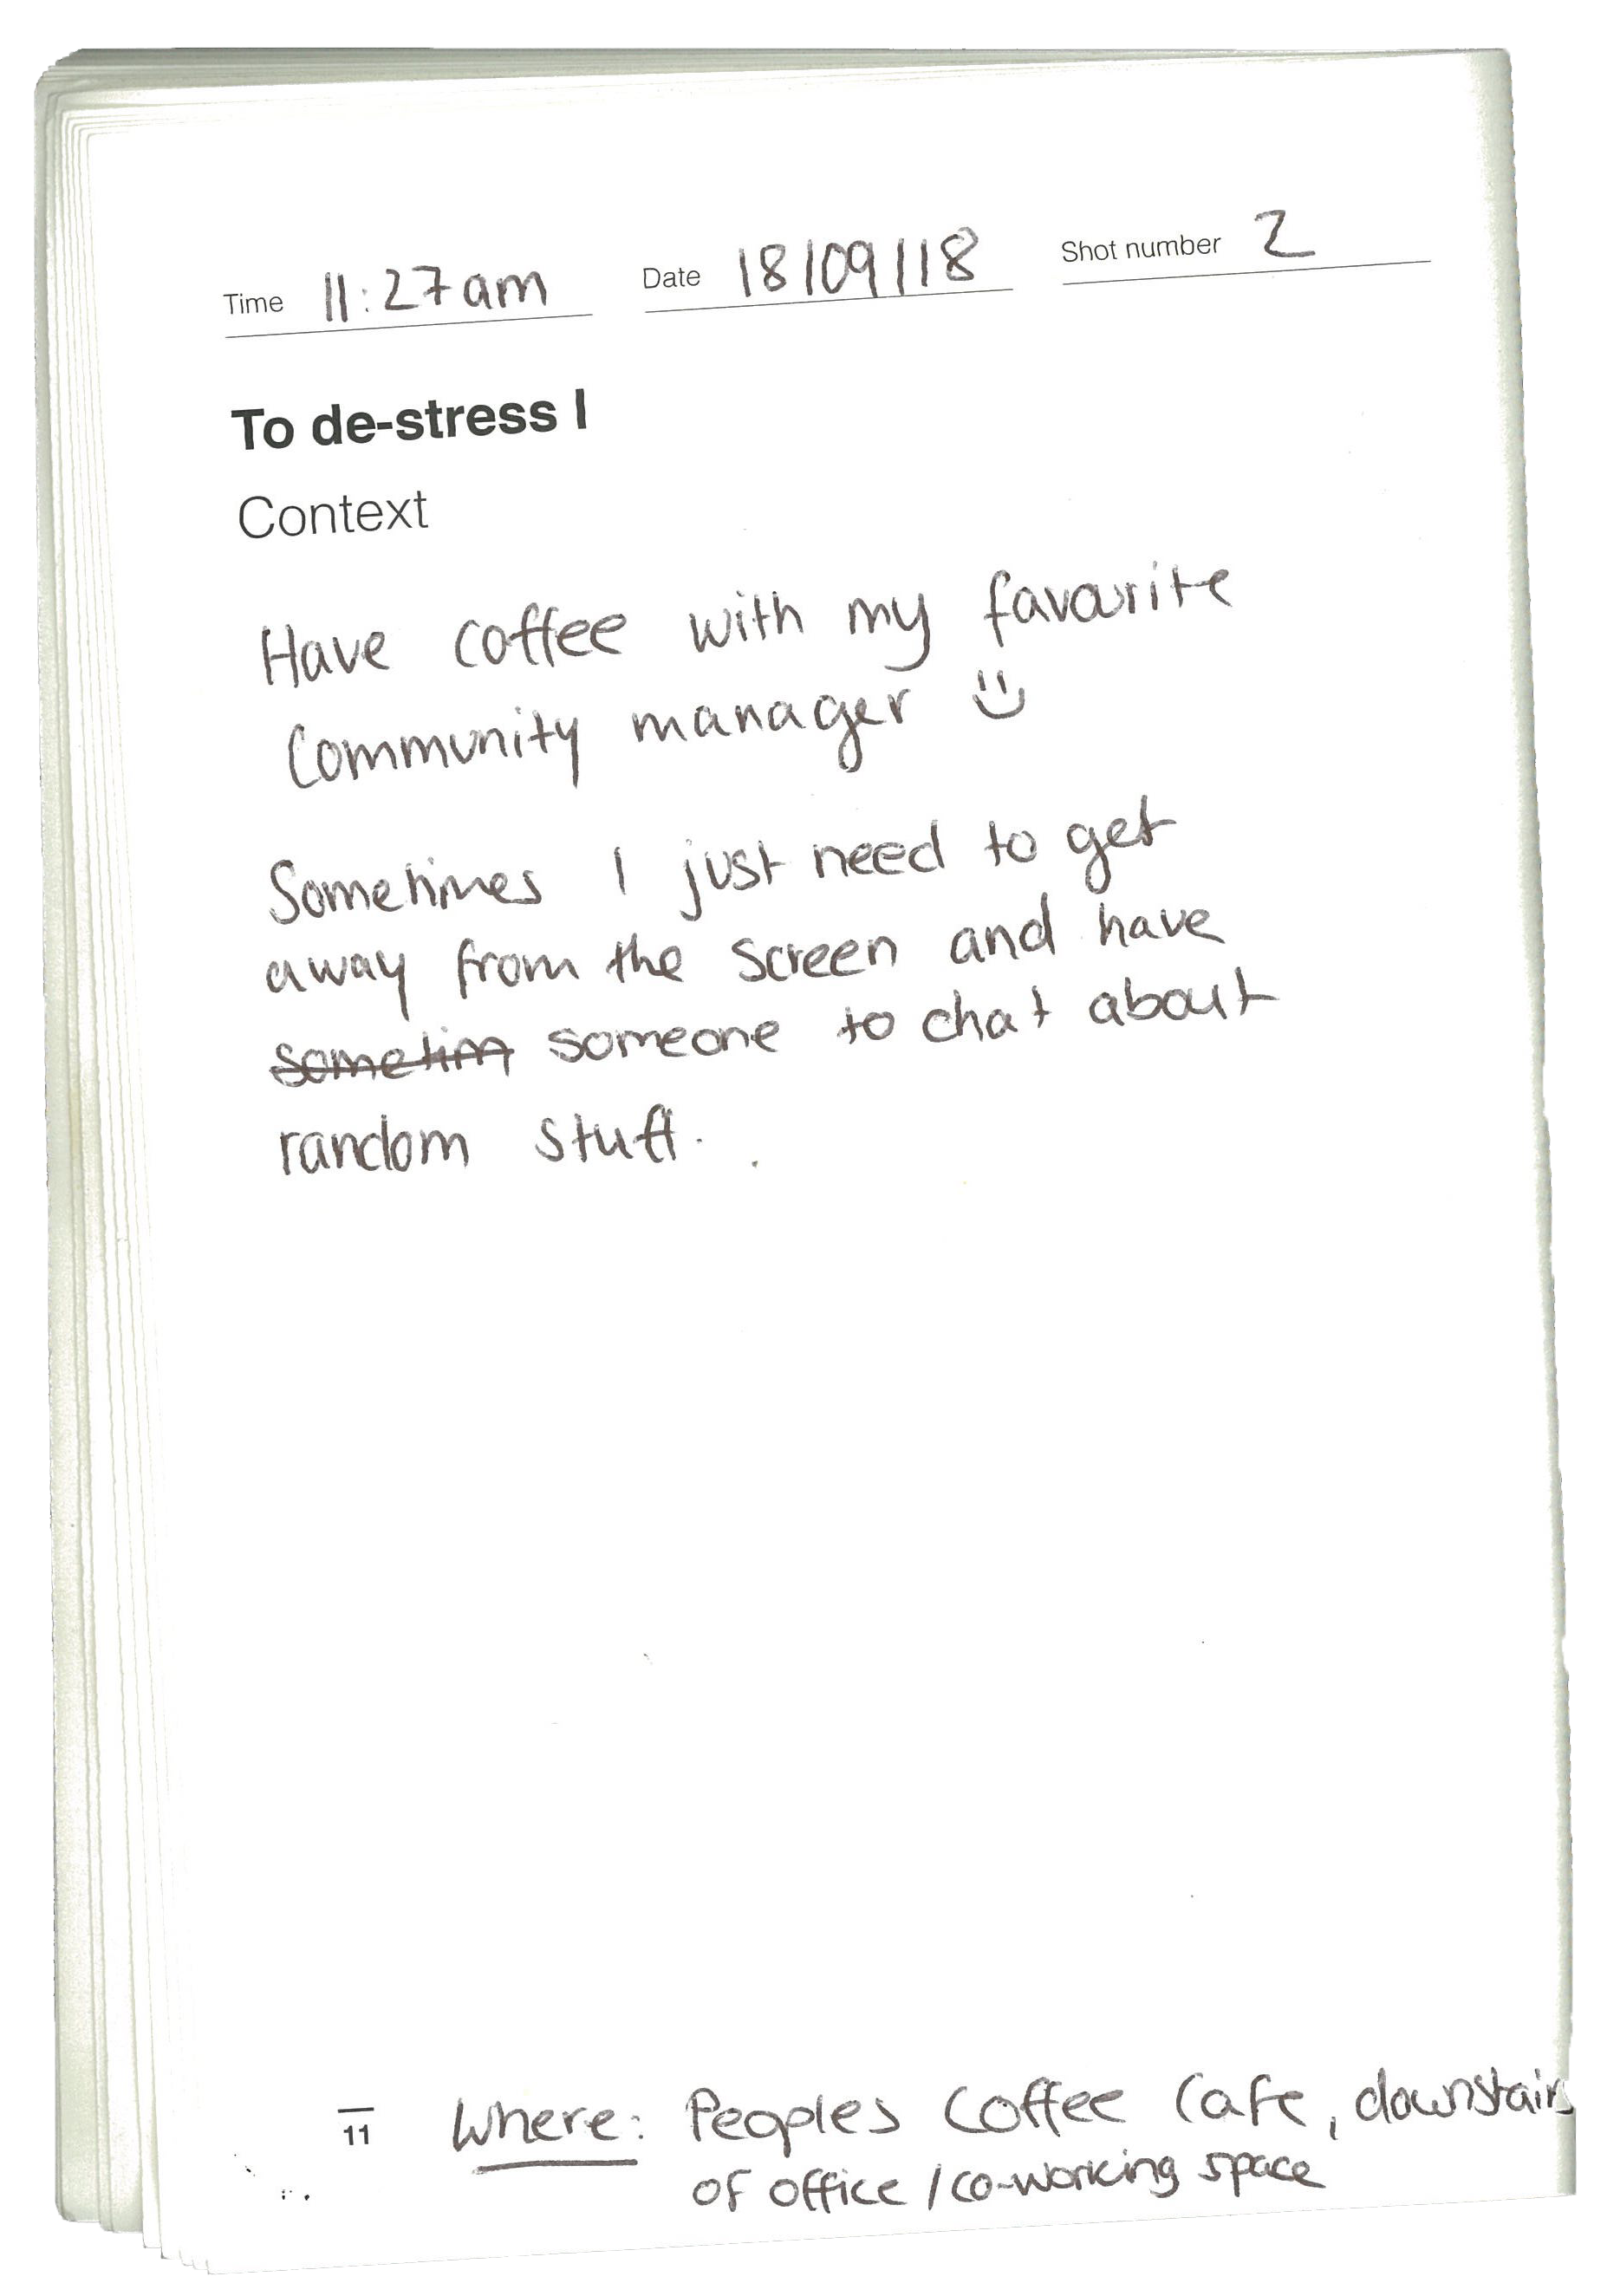 Time 11:27am Date 18/09/18 Shot number 2
To de-stress I
Context
Have coffee with my favourite
Community manager
Sometimes I just need to get
away from the screen and have
sometim someone to chat about
random stuff.
11 Where: Peoples Coffee Cafe, downstairs
of office / co-working space